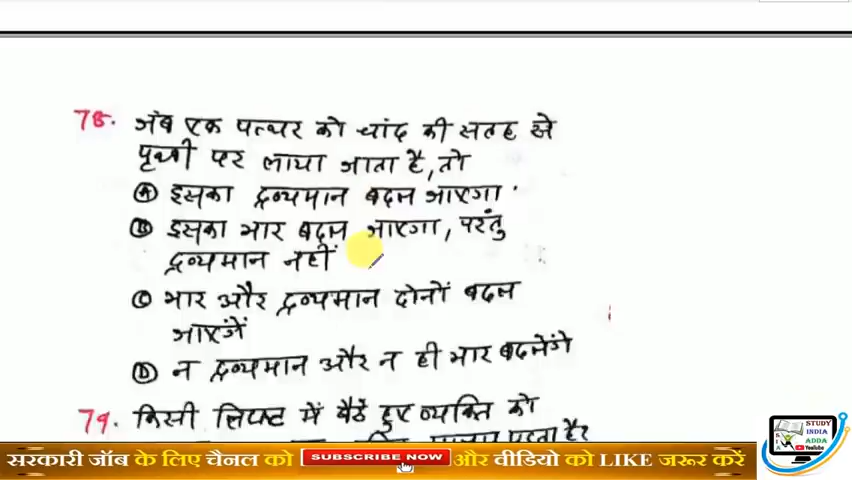 78. जब एक पत्थर को चांद की सतह से
पृथ्वी पर लाया जाता है, तो
Ⓐ इसका द्रव्यमान बदल जाएगा
Ⓑ इसका भार बदल जाएगा, परंतु
द्रव्यमान नहीं
Ⓒ भार और द्रव्यमान दोनों बदल
जाएंजें
Ⓓ न द्रव्यमान और न ही भार बदलेंगे
79. किसी लिफ्ट में बैठे हुए व्यक्ति को
सरकारी जॉब के लिए चैनल को SUBSCRIBE NOW और वीडियो को LIKE जरूर करें
STUDY
INDIA
ADDA
YouTube